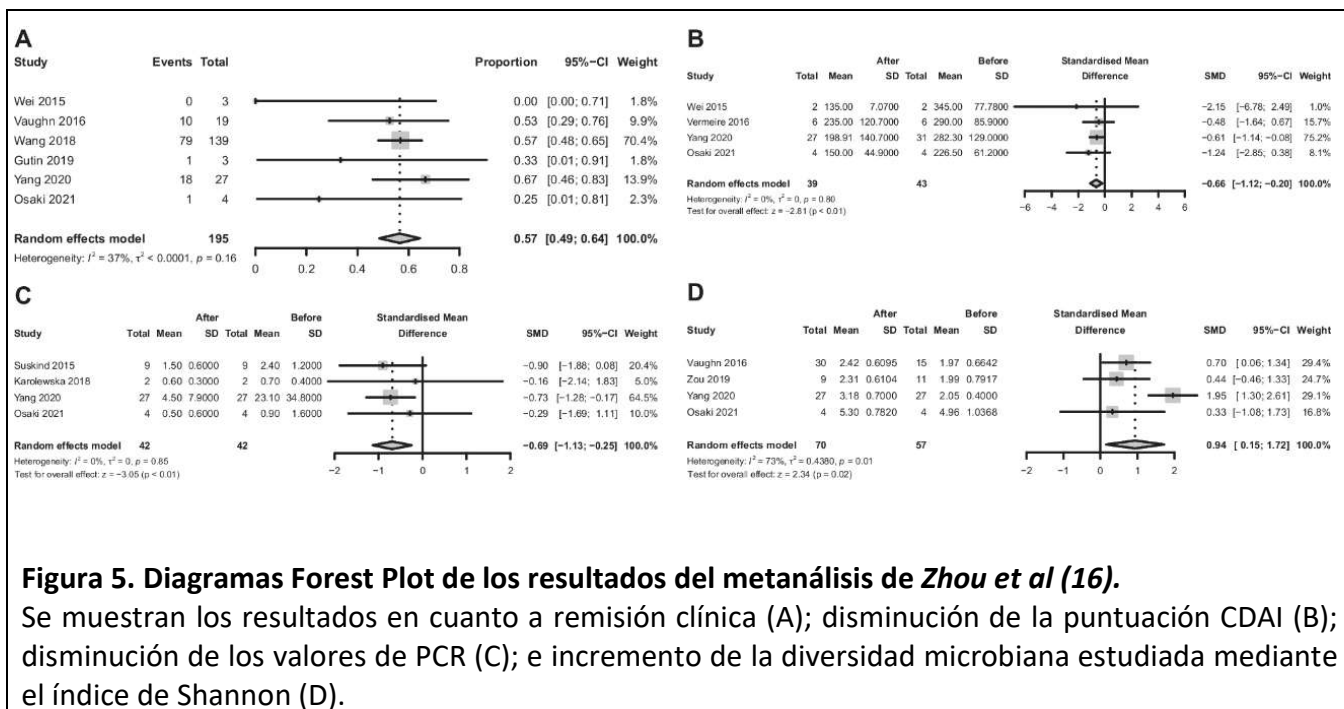 A
Study Events Total Proportion 95%−CI Weight
Wei 2015 0 3 0.00 [0.00; 0.71] 1.8%
Vaughn 2016 10 19 0.53 [0.29; 0.76] 9.9%
Wang 2018 79 139 0.57 [0.48; 0.65] 70.4%
Gutin 2019 1 3 0.33 [0.01; 0.91] 1.8%
Yang 2020 18 27 0.67 [0.46; 0.83] 13.9%
Osaki 2021 1 4 0.25 [0.01; 0.81] 2.3%
Random effects model 195 0.57 [0.49; 0.64] 100.0%
Heterogeneity: I² = 37%, τ² < 0.0001, p = 0.16
0 0.2 0.4 0.6 0.8
B
After Before Standardised Mean
Study Total Mean SD Total Mean SD Difference SMD 95%−CI Weight
Wei 2015 2 135.00 7.0700 2 345.00 77.7800 −2.15 [−6.78; 2.49] 1.0%
Vermeire 2016 6 235.00 120.7000 6 290.00 85.9000 −0.48 [−1.64; 0.67] 15.7%
Yang 2020 27 198.91 140.7000 31 282.30 129.0000 −0.61 [−1.14; −0.08] 75.2%
Osaki 2021 4 150.00 44.9000 4 226.50 61.2000 −1.24 [−2.85; 0.38] 8.1%
Random effects model 39 43 −0.66 [−1.12; −0.20] 100.0%
Heterogeneity: I² = 0%, τ² = 0, p = 0.80
Test for overall effect: z = −2.81 (p < 0.01)
−6 −4 −2 0 2 4 6
C
After Before Standardised Mean
Study Total Mean SD Total Mean SD Difference SMD 95%−CI Weight
Suskind 2015 9 1.50 0.6000 9 2.40 1.2000 −0.90 [−1.88; 0.08] 20.4%
Karolewska 2018 2 0.60 0.3000 2 0.70 0.4000 −0.16 [−2.14; 1.83] 5.0%
Yang 2020 27 4.50 7.9000 27 23.10 34.8000 −0.73 [−1.28; −0.17] 64.5%
Osaki 2021 4 0.50 0.6000 4 0.90 1.6000 −0.29 [−1.69; 1.11] 10.0%
Random effects model 42 42 −0.69 [−1.13; −0.25] 100.0%
Heterogeneity: I² = 0%, τ² = 0, p = 0.85
Test for overall effect: z = −3.05 (p < 0.01)
−2 −1 0 1 2
D
After Before Standardised Mean
Study Total Mean SD Total Mean SD Difference SMD 95%−CI Weight
Vaughn 2016 30 2.42 0.6095 15 1.97 0.6642 0.70 [ 0.06; 1.34] 29.4%
Zou 2019 9 2.31 0.6104 11 1.99 0.7917 0.44 [−0.46; 1.33] 24.7%
Yang 2020 27 3.18 0.7000 27 2.05 0.4000 1.95 [ 1.30; 2.61] 29.1%
Osaki 2021 4 5.30 0.7820 4 4.96 1.0368 0.33 [−1.08; 1.73] 16.8%
Random effects model 70 57 0.94 [ 0.15; 1.72] 100.0%
Heterogeneity: I² = 73%, τ² = 0.4380, p = 0.01
Test for overall effect: z = 2.34 (p = 0.02)
−2 −1 0 1 2
Figura 5. Diagramas Forest Plot de los resultados del metanálisis de Zhou et al (16).
Se muestran los resultados en cuanto a remisión clínica (A); disminución de la puntuación CDAI (B);
disminución de los valores de PCR (C); e incremento de la diversidad microbiana estudiada mediante
el índice de Shannon (D).